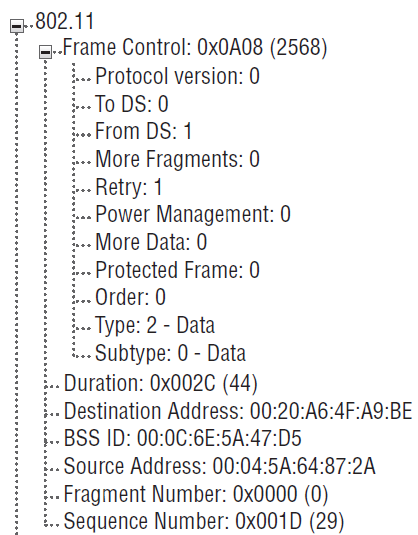 802.11
Frame Control: 0x0A08 (2568)
Protocol version: 0
To DS: 0
From DS: 1
More Fragments: 0
Retry: 1
Power Management: 0
More Data: 0
Protected Frame: 0
Order: 0
Type: 2 - Data
Subtype: 0 - Data
Duration: 0x002C (44)
Destination Address: 00:20:A6:4F:A9:BE
BSS ID: 00:0C:6E:5A:47:D5
Source Address: 00:04:5A:64:87:2A
Fragment Number: 0x0000 (0)
Sequence Number: 0x001D (29)